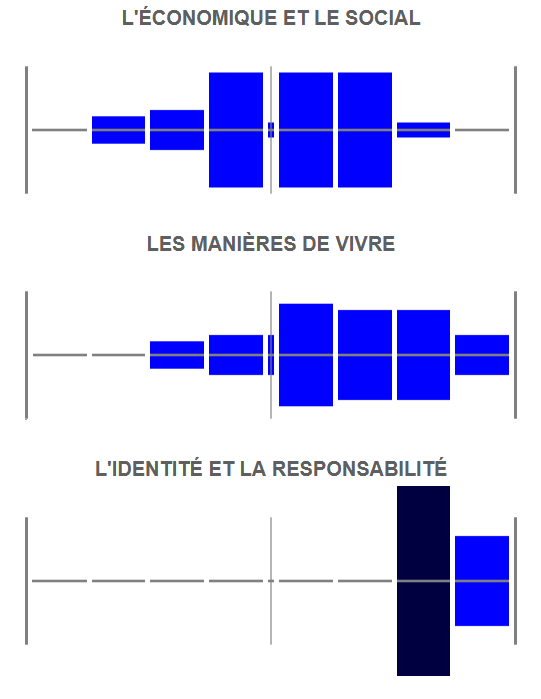 L'ÉCONOMIQUE ET LE SOCIAL
LES MANIÈRES DE VIVRE
L'IDENTITÉ ET LA RESPONSABILITÉ